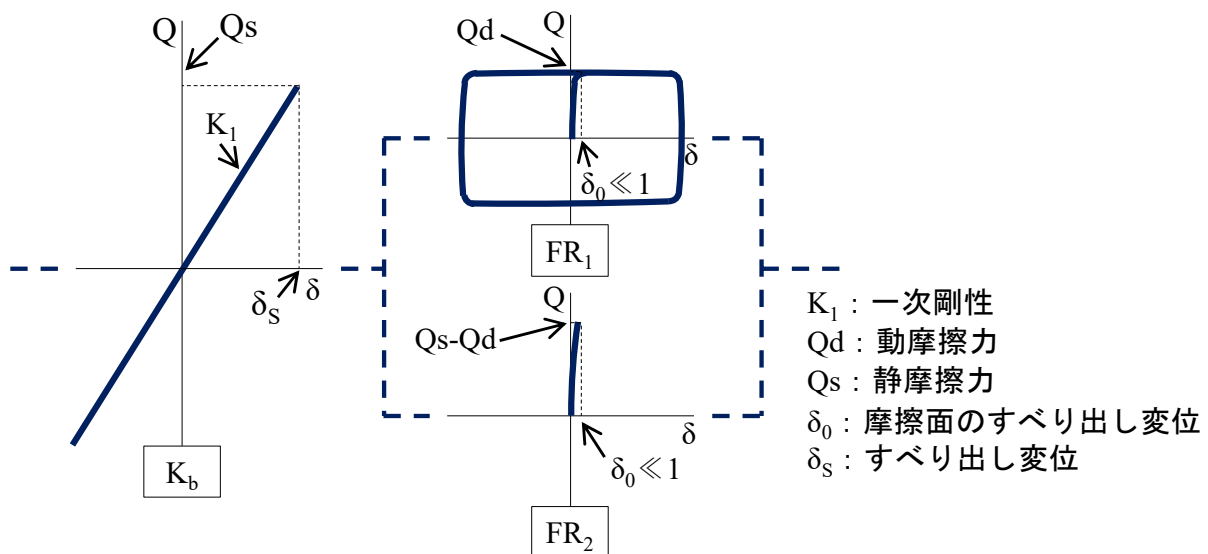 Q
Qs
K₁
δS
δ
Kb
Qd
Q
δ
δ₀≪1
FR₁
Q
Qs-Qd
δ
δ₀≪1
FR₂
K₁：一次剛性
Qd：動摩擦力
Qs：静摩擦力
δ₀：摩擦面のすべり出し変位
δS：すべり出し変位